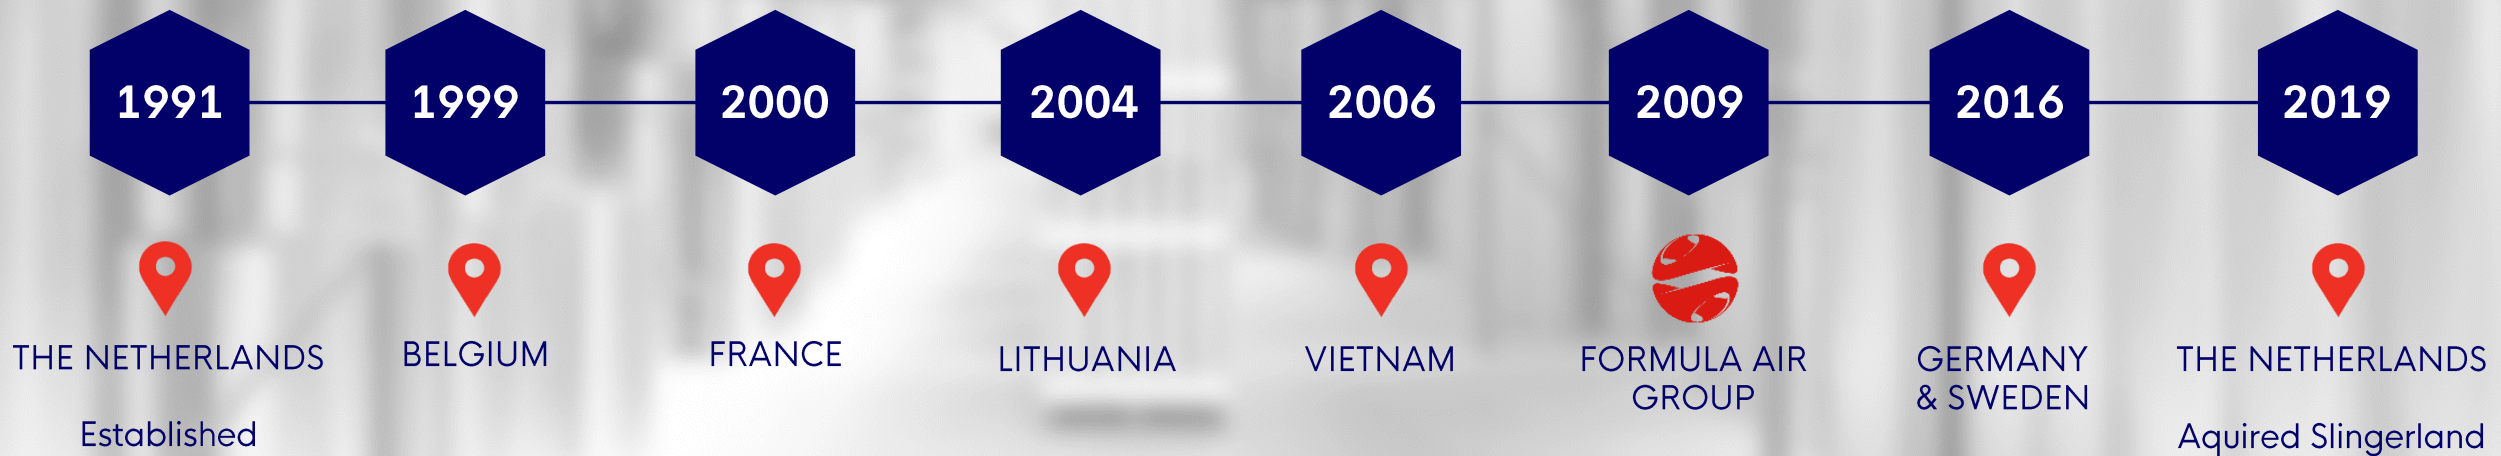 1991 1999 2000 2004 2006 2009 2016 2019
THE NETHERLANDS BELGIUM FRANCE LITHUANIA VIETNAM FORMULA AIR GERMANY THE NETHERLANDS
GROUP & SWEDEN
Established Aquired Slingerland